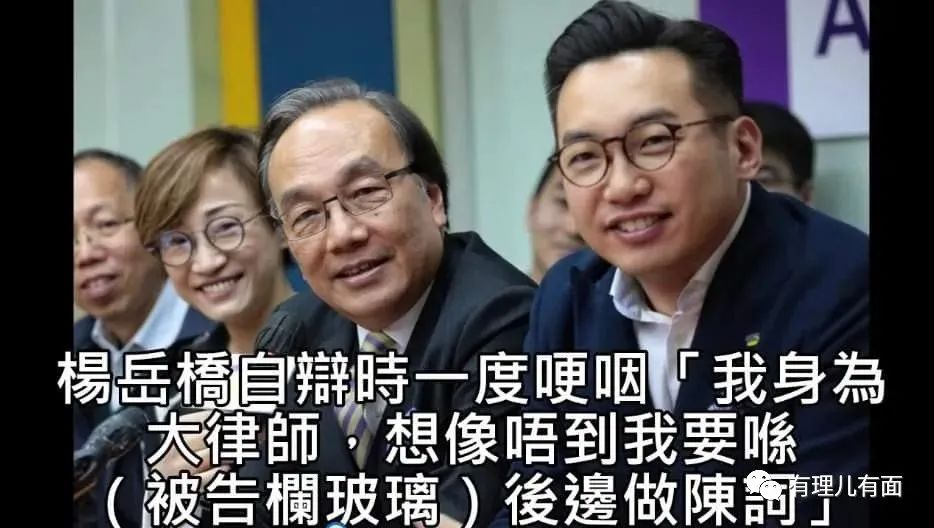 A
楊岳橋自辯時一度哽咽「我身為
大律師，想像唔到我要喺
（被告欄玻璃）後邊做陳詞」
有理儿有面